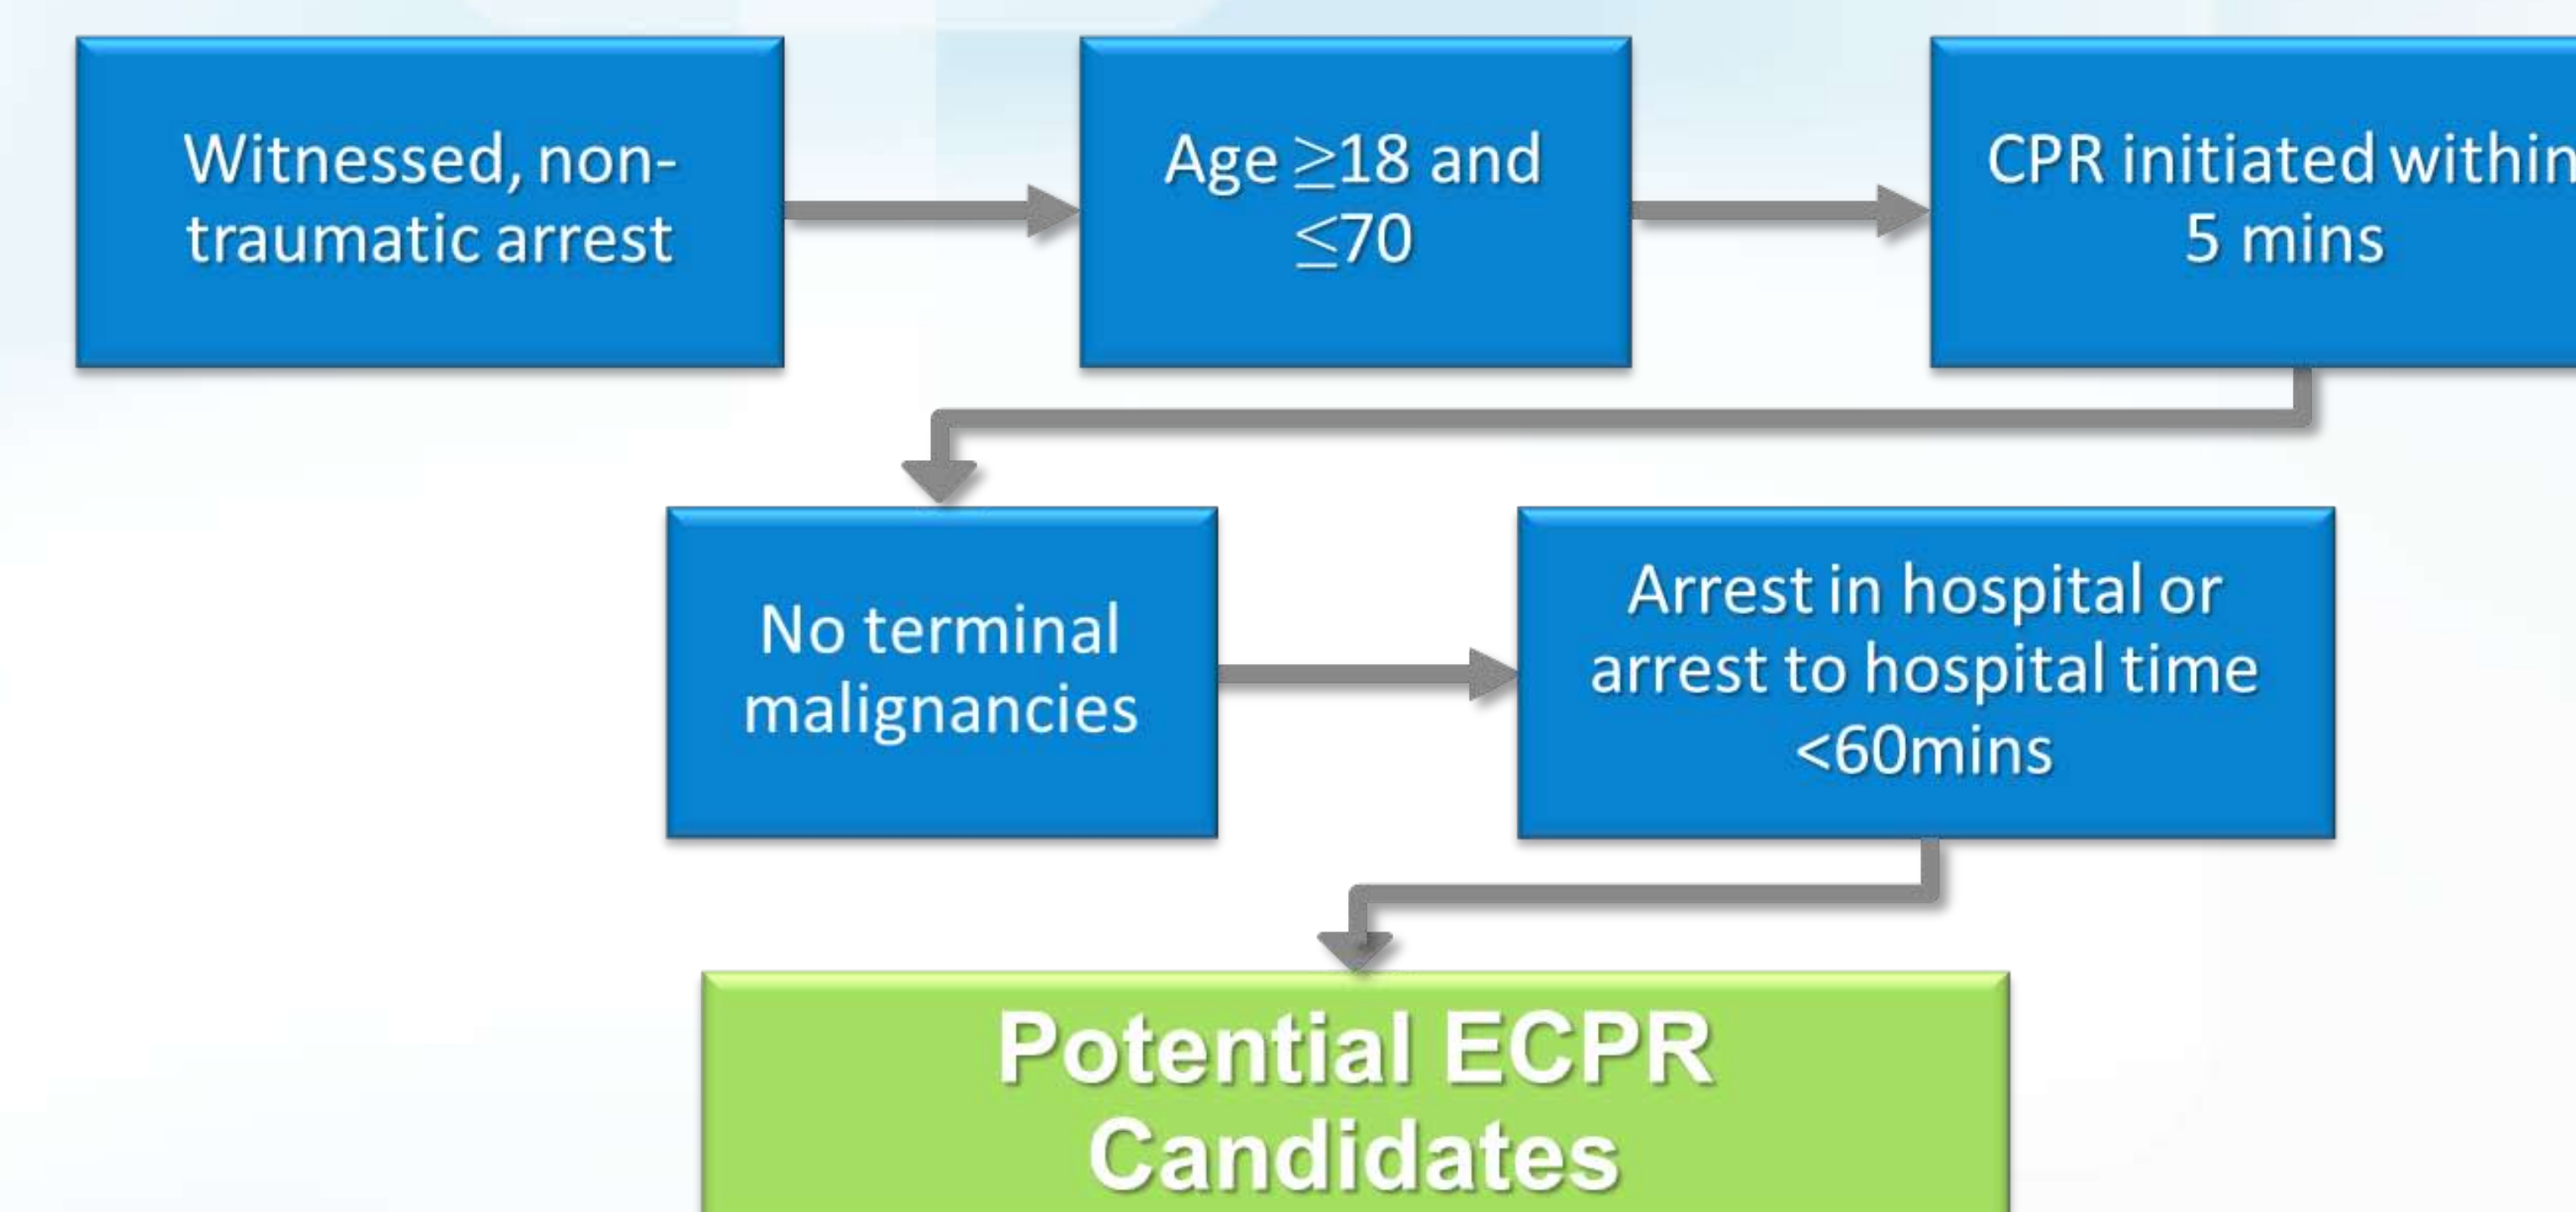 Witnessed, non-
traumatic arrest
Age ≥18 and
≤70
CPR initiated within
5 mins
No terminal
malignancies
Arrest in hospital or
arrest to hospital time
<60mins
Potential ECPR
Candidates